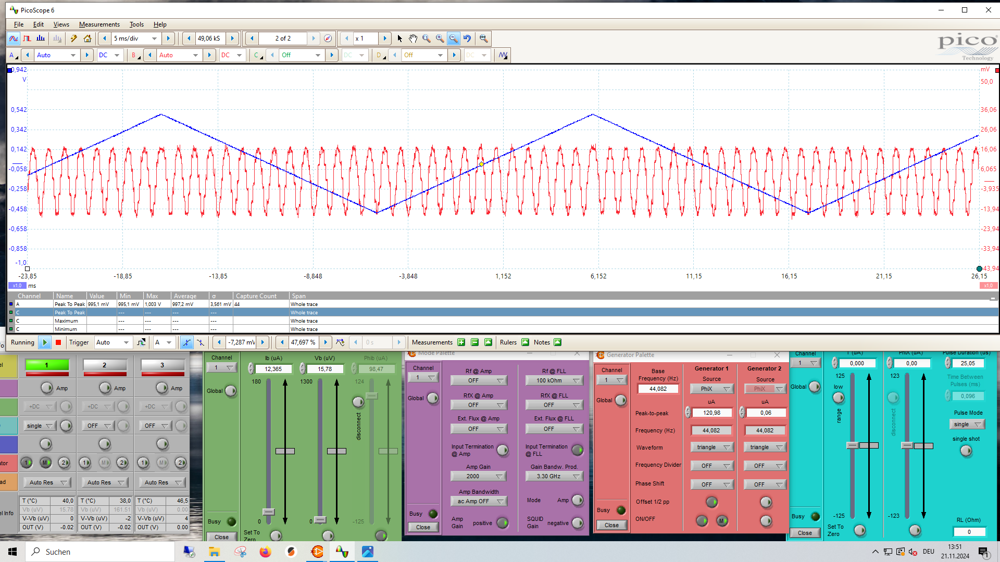 PicoScope 6
File Edit Views Measurements Tools Help
5 ms/div 49,06 kS 2 of 2 x 1
A Auto DC B Auto DC C Off DC D Off DC
pico
Technology
0,942 mV
V 50,0
0,542 36,06
0,342 26,06
0,142 16,06
-0,058 6,065
-0,258 -3,935
-0,458 -13,94
-0,658 -23,94
-0,858 -33,94
-1,0 -43,94
-23,85 -18,85 -13,85 -8,848 -3,848 1,152 6,152 11,15 16,15 21,15 26,15
x1,0 ms x1,0
Channel Name Value Min Max Average σ Capture Count Span
A Peak To Peak 995,1 mV 995,1 mV 1,003 V 997,2 mV 3,561 mV 44 Whole trace
C Peak To Peak --- --- --- --- Whole trace
C Maximum --- --- --- --- Whole trace
C Minimum --- --- --- --- Whole trace
Running Trigger Auto A -7,287 mV 47,697 % 0 s Measurements Rulers Notes
1 2 3
Amp Amp Amp
+DC +DC +DC
single OFF OFF
1 M 2 1 M 2 1 M 2
Auto Res Auto Res Auto Res
T (°C) 40,0 T (°C) 38,0 T (°C) 46,5
Vb (uV) 15.78 Vb (uV) 161.51 Vb (uV) 0.00
V-Vb (uV) 0 V-Vb (uV) -2 V-Vb (uV) 4
OUT (V) -0.02 OUT (V) -0.02 OUT (V) 0.00
el Info
Channel
1
Global
Busy
Close
Ib (uA) Vb (uV) Phib (uA)
12,365 15,78 98,47
180 1300 124
disconnect
0 0 -125
Set To
Zero
Mode Palette
Channel
1
Global
Busy
Close
Rf @ Amp Rf @ FLL
OFF 100 kOhm
RfX @ Amp RfX @ FLL
OFF OFF
Ext. Flux @ Amp Ext. Flux @ FLL
OFF OFF
Input Termination
@ Amp
Input Termination
@ FLL
Amp Gain Gain Bandw. Prod.
2000 3.30 GHz
Amp Bandwidth
ac Amp OFF Mode Amp
Amp
Gain positive
SQUID
Gain negative
Generator Palette
Channel
1
Global
Busy
Close
Base
Frequency (Hz)
44,082
Generator 1 Generator 2
Source Source
PhiX PhiX
uA uA
Peak-to-peak 120,98 0,06
Frequency (Hz) 44,082 44,082
Waveform triangle triangle
Frequency Divider OFF OFF
Phase Shift OFF OFF
Offset 1/2 pp
ON/OFF M
Channel
1
Global
Busy
Close
T (uA) PhiX (uA) Pulse Duration (us)
0,000 0,00 25,05
125 123 Time Between
Pulses (ms)
low
0,096
range
disconnect
Pulse Mode
single
single shot
-125 -123
Set To
Zero
RL (Ohm)
0
Suchen
DEU
13:51
21.11.2024
1